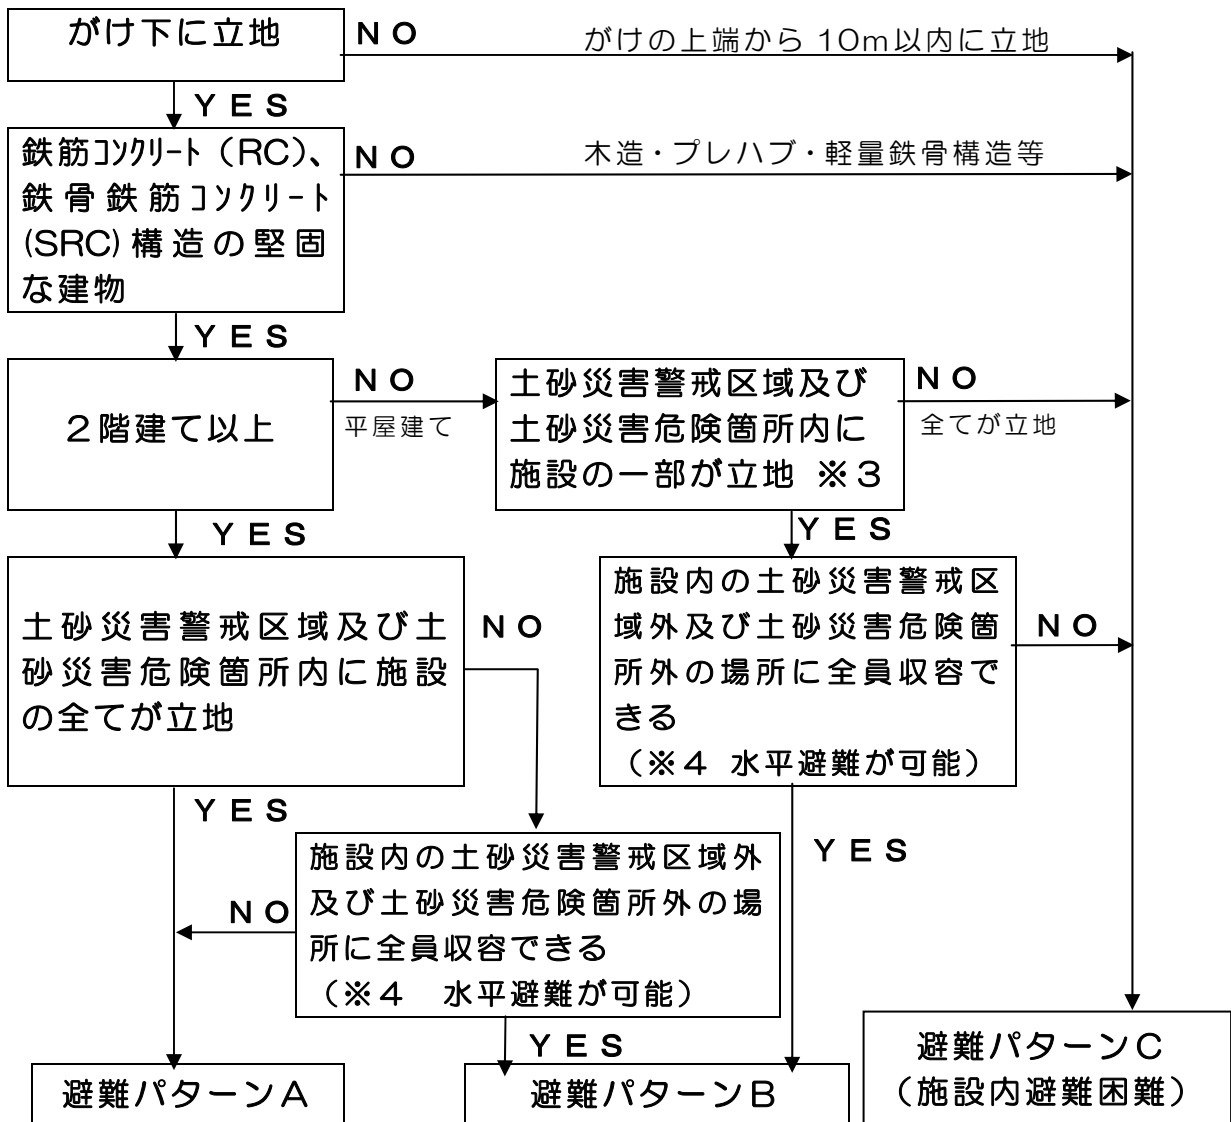 がけ下に立地
NO
がけの上端から 10m以内に立地
YES
鉄筋ｺﾝｸﾘｰﾄ（RC）、
鉄骨鉄筋ｺﾝｸﾘｰﾄ
(SRC)構造の堅固
な建物
NO
木造・プレハブ・軽量鉄骨構造等
YES
２階建て以上
NO
平屋建て
土砂災害警戒区域及び
土砂災害危険箇所内に
施設の一部が立地 ※３
NO
全てが立地
YES
YES
土砂災害警戒区域及び土
砂災害危険箇所内に施設
の全てが立地
NO
施設内の土砂災害警戒区
域外及び土砂災害危険箇
所外の場所に全員収容で
きる
（※４ 水平避難が可能）
NO
YES
施設内の土砂災害警戒区域外
及び土砂災害危険箇所外の場
所に全員収容できる
（※４　水平避難が可能）
NO
YES
YES
避難パターンA
避難パターンB
避難パターンC
（施設内避難困難）